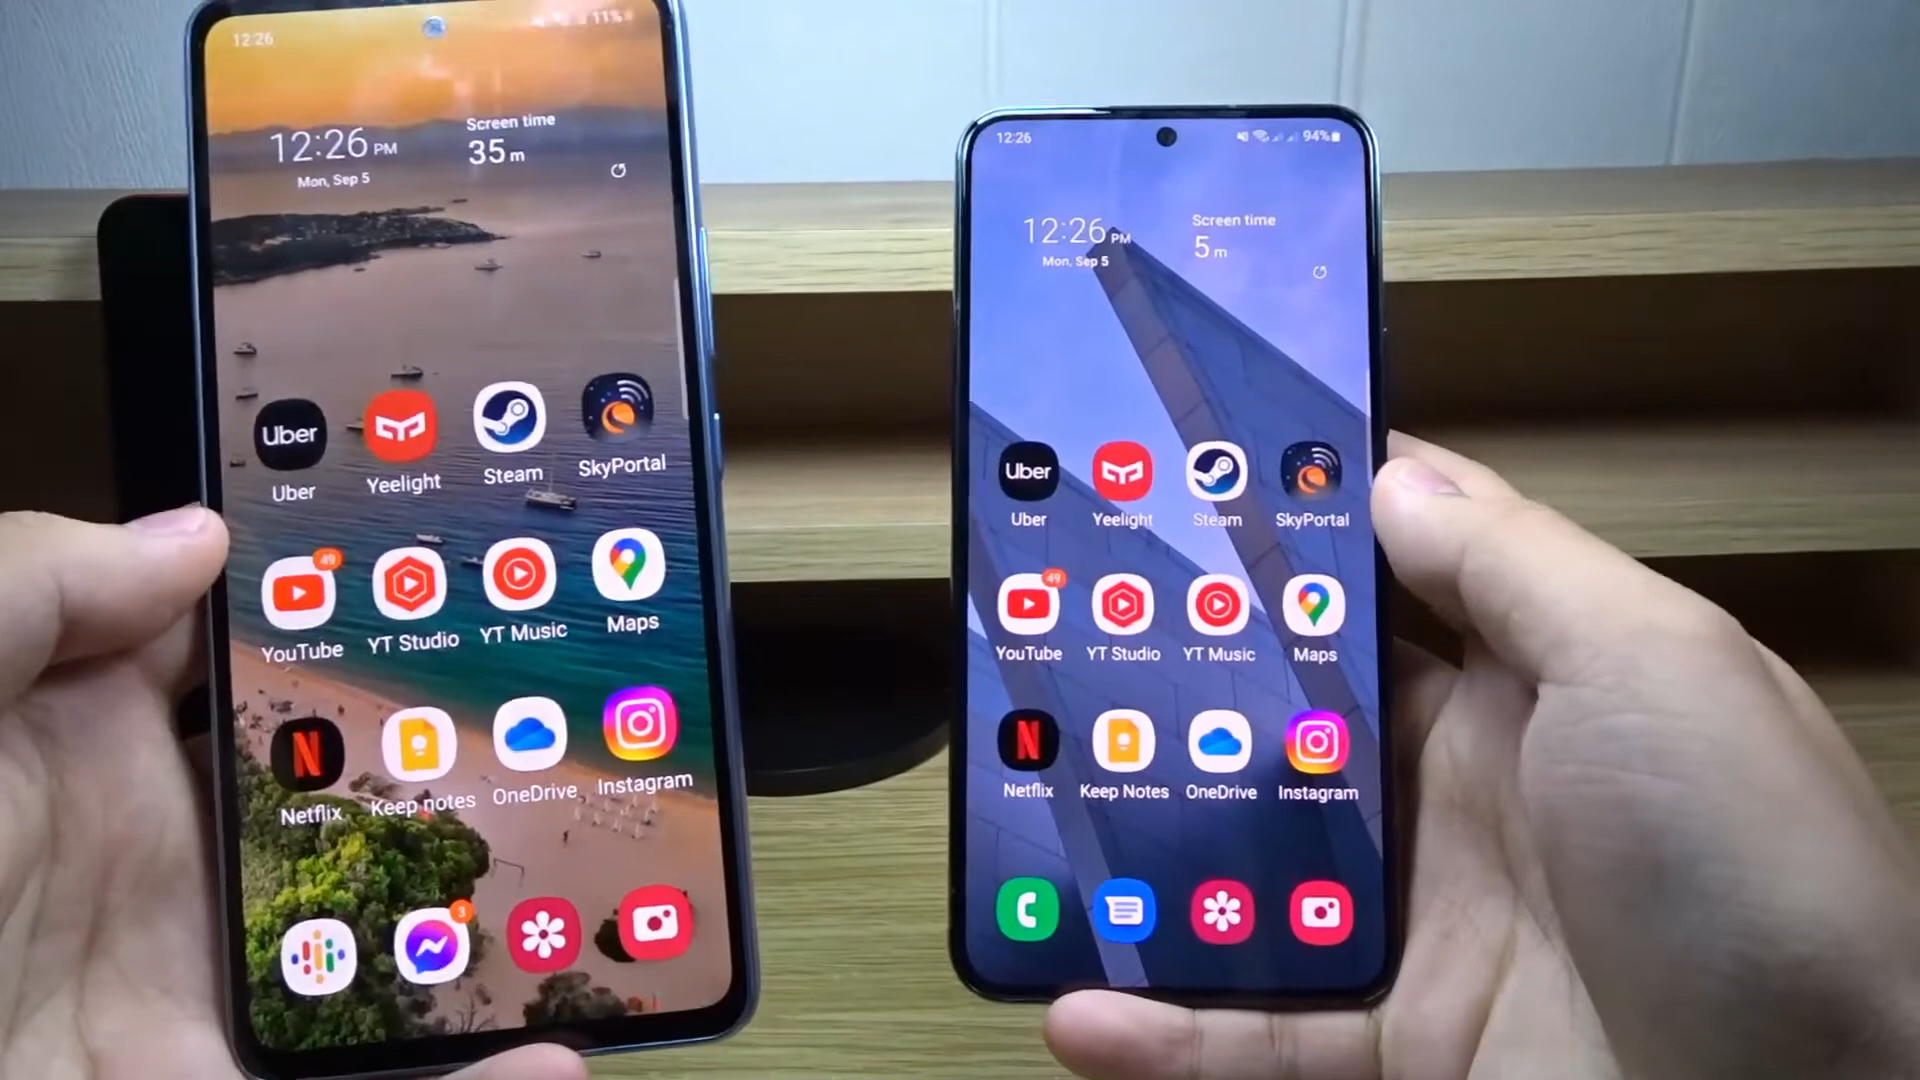 12:26
11%
12:26 PM
Mon, Sep 5
Screen time
35 m
Uber
Uber
Yeelight
Steam
SkyPortal
49
YouTube
YT Studio
YT Music
Maps
N
Netflix
Keep notes
OneDrive
Instagram
3
12:26
94%
12:26 PM
Mon, Sep 5
Screen time
5 m
Uber
Uber
Yeelight
Steam
SkyPortal
49
YouTube
YT Studio
YT Music
Maps
N
Netflix
Keep Notes
OneDrive
Instagram